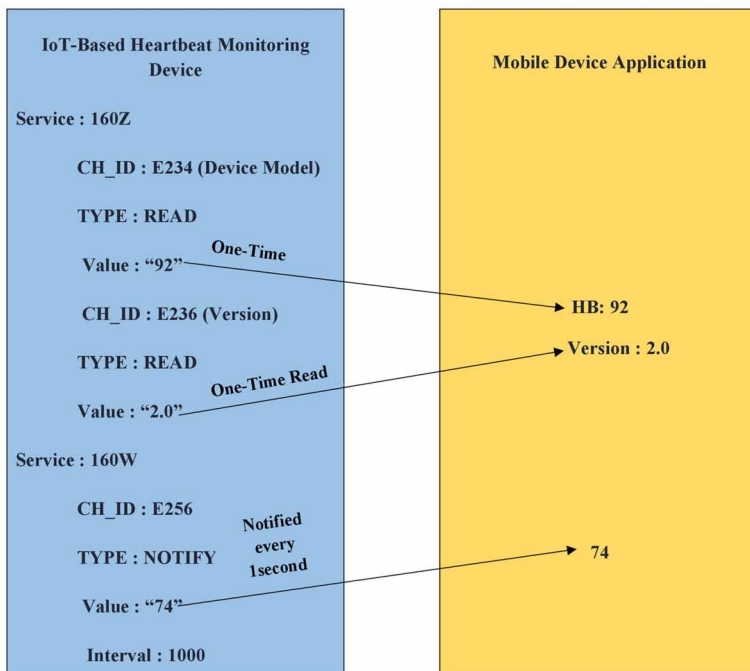 IoT-Based Heartbeat Monitoring
Device
Service : 160Z
CH_ID : E234 (Device Model)
TYPE : READ
One-Time
Value : “92”
CH_ID : E236 (Version)
TYPE : READ
One-Time Read
Value : “2.0”
Service : 160W
CH_ID : E256
Notified
every
1second
TYPE : NOTIFY
Value : “74”
Interval : 1000
Mobile Device Application
HB: 92
Version : 2.0
74